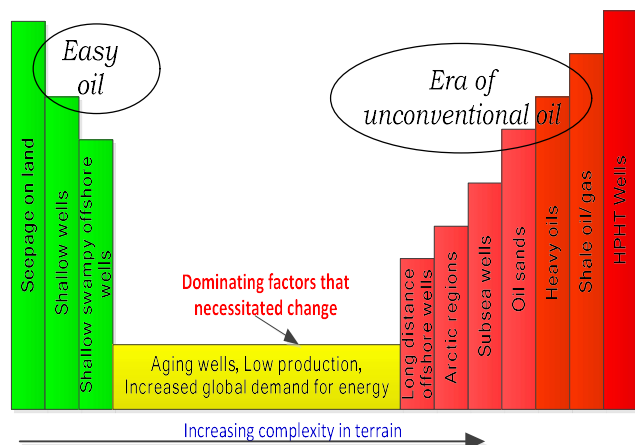 Easy
oil
Era of
unconventional oil
Seepage on land
Shallow wells
Shallow swampy offshore
wells
Dominating factors that
necessitated change
Aging wells, Low production,
Increased global demand for energy
Long distance
offshore wells
Arctic regions
Subsea wells
Oil sands
Heavy oils
Shale oil/gas
HPHT Wells
Increasing complexity in terrain